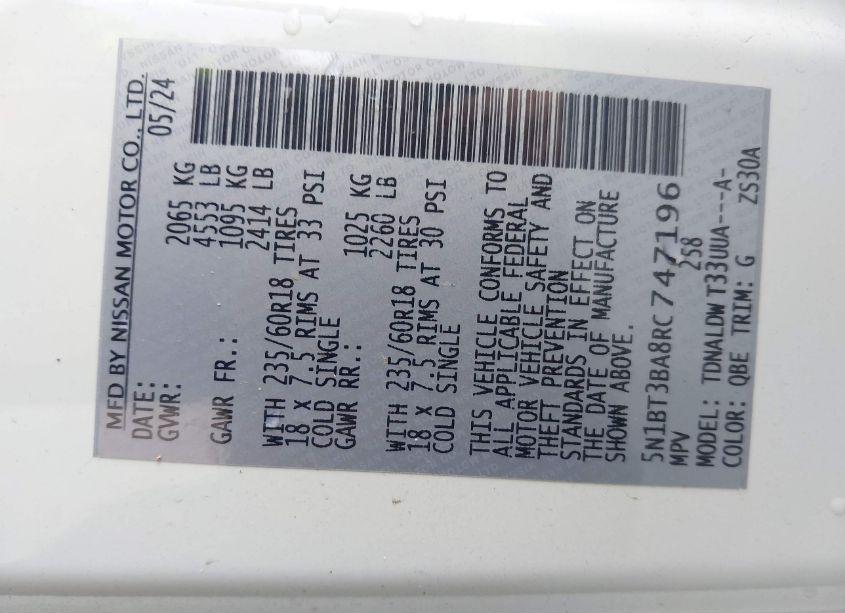 MFD BY NISSAN MOTOR CO., LTD.
DATE: 05/24
GVWR: 2065 KG
4553 LB
GAWR FR.: 1095 KG
2414 LB
WITH 235/60R18 TIRES
18 X 7.5 RIMS AT 33 PSI
COLD SINGLE
GAWR RR.: 1025 KG
2260 LB
WITH 235/60R18 TIRES
18 X 7.5 RIMS AT 30 PSI
COLD SINGLE
THIS VEHICLE CONFORMS TO
ALL APPLICABLE FEDERAL
MOTOR VEHICLE SAFETY AND
THEFT PREVENTION
STANDARDS IN EFFECT ON
THE DATE OF MANUFACTURE
SHOWN ABOVE.
5N1BT3BA8RC747196
MPV 258
MODEL: TDNALDW T33UUA---A-
COLOR: QBE TRIM: G ZS30A